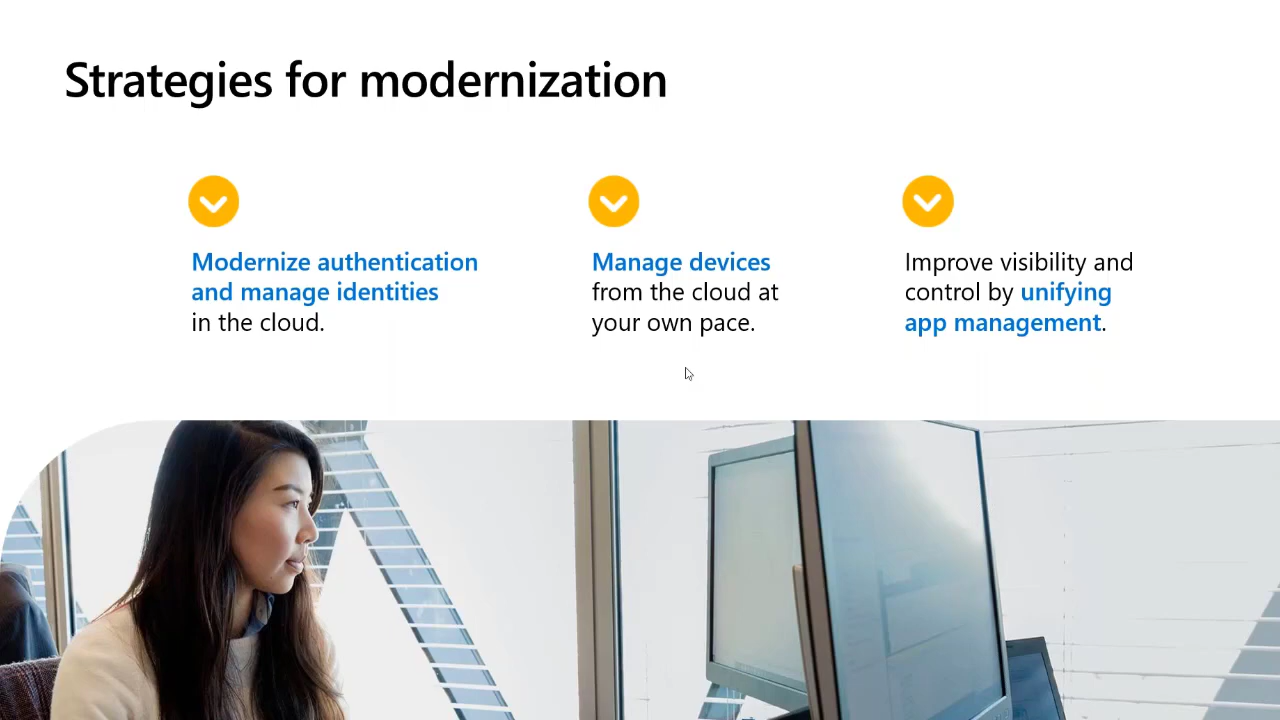 Strategies for modernization
Modernize authentication
and manage identities
in the cloud.
Manage devices
from the cloud at
your own pace.
Improve visibility and
control by unifying
app management.